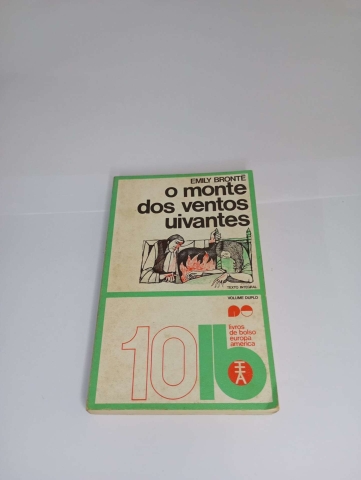 EMILY BRONTË
o monte
dos ventos
uivantes
TEXTO INTEGRAL
VOLUME DUPLO
livros
de bolso
europa
américa
10
lb